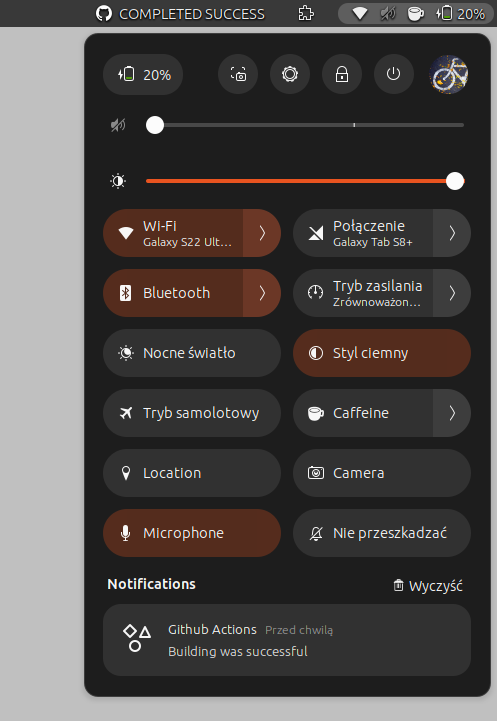 COMPLETED SUCCESS 20%
20%
Wi-Fi
Galaxy S22 Ult...
Połączenie
Galaxy Tab S8+
Bluetooth
Tryb zasilania
Zrównoważon...
Nocne światło
Styl ciemny
Tryb samolotowy
Caffeine
Location
Camera
Microphone
Nie przeszkadzać
Notifications
Wyczyść
Github Actions Przed chwilą
Building was successful